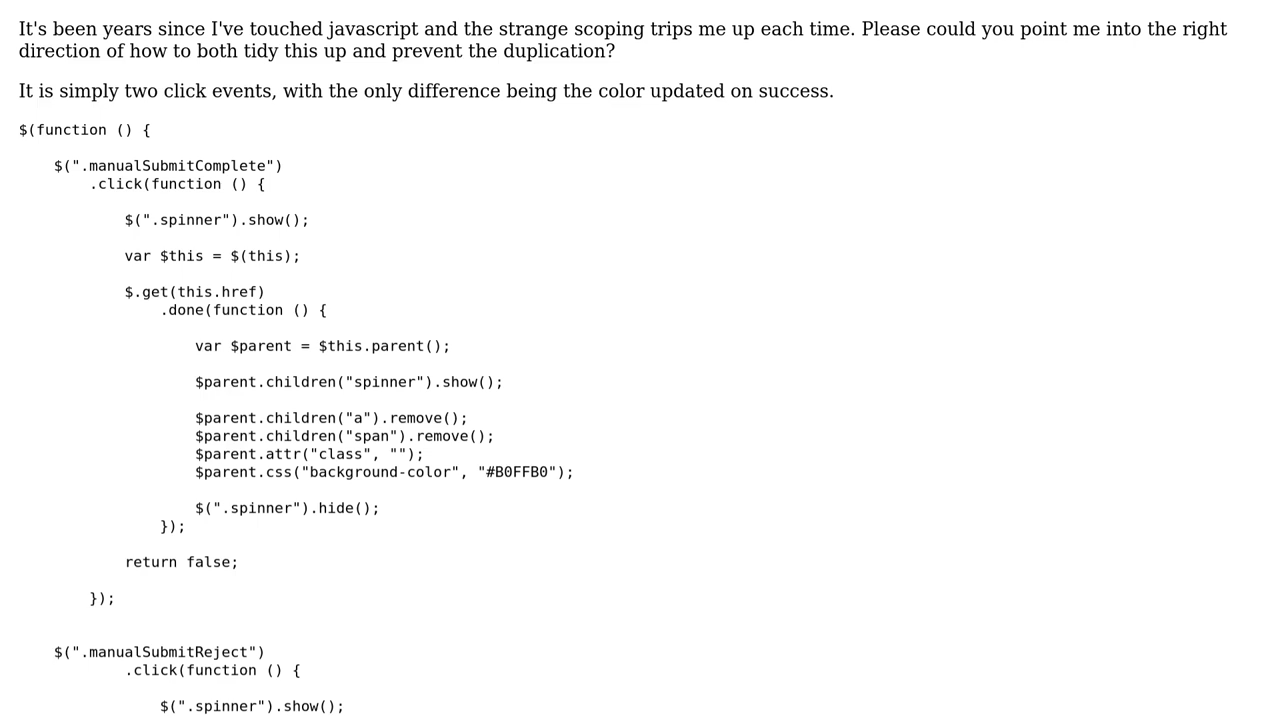 It's been years since I've touched javascript and the strange scoping trips me up each time. Please could you point me into the right
direction of how to both tidy this up and prevent the duplication?
It is simply two click events, with the only difference being the color updated on success.
$(function () {
    $(".manualSubmitComplete")
        .click(function () {
            $(".spinner").show();
            var $this = $(this);
            $.get(this.href)
                .done(function () {
                    var $parent = $this.parent();
                    $parent.children("spinner").show();
                    $parent.children("a").remove();
                    $parent.children("span").remove();
                    $parent.attr("class", "");
                    $parent.css("background-color", "#B0FFB0");
                    $(".spinner").hide();
                });
            return false;
        });
    $(".manualSubmitReject")
            .click(function () {
                $(".spinner").show();